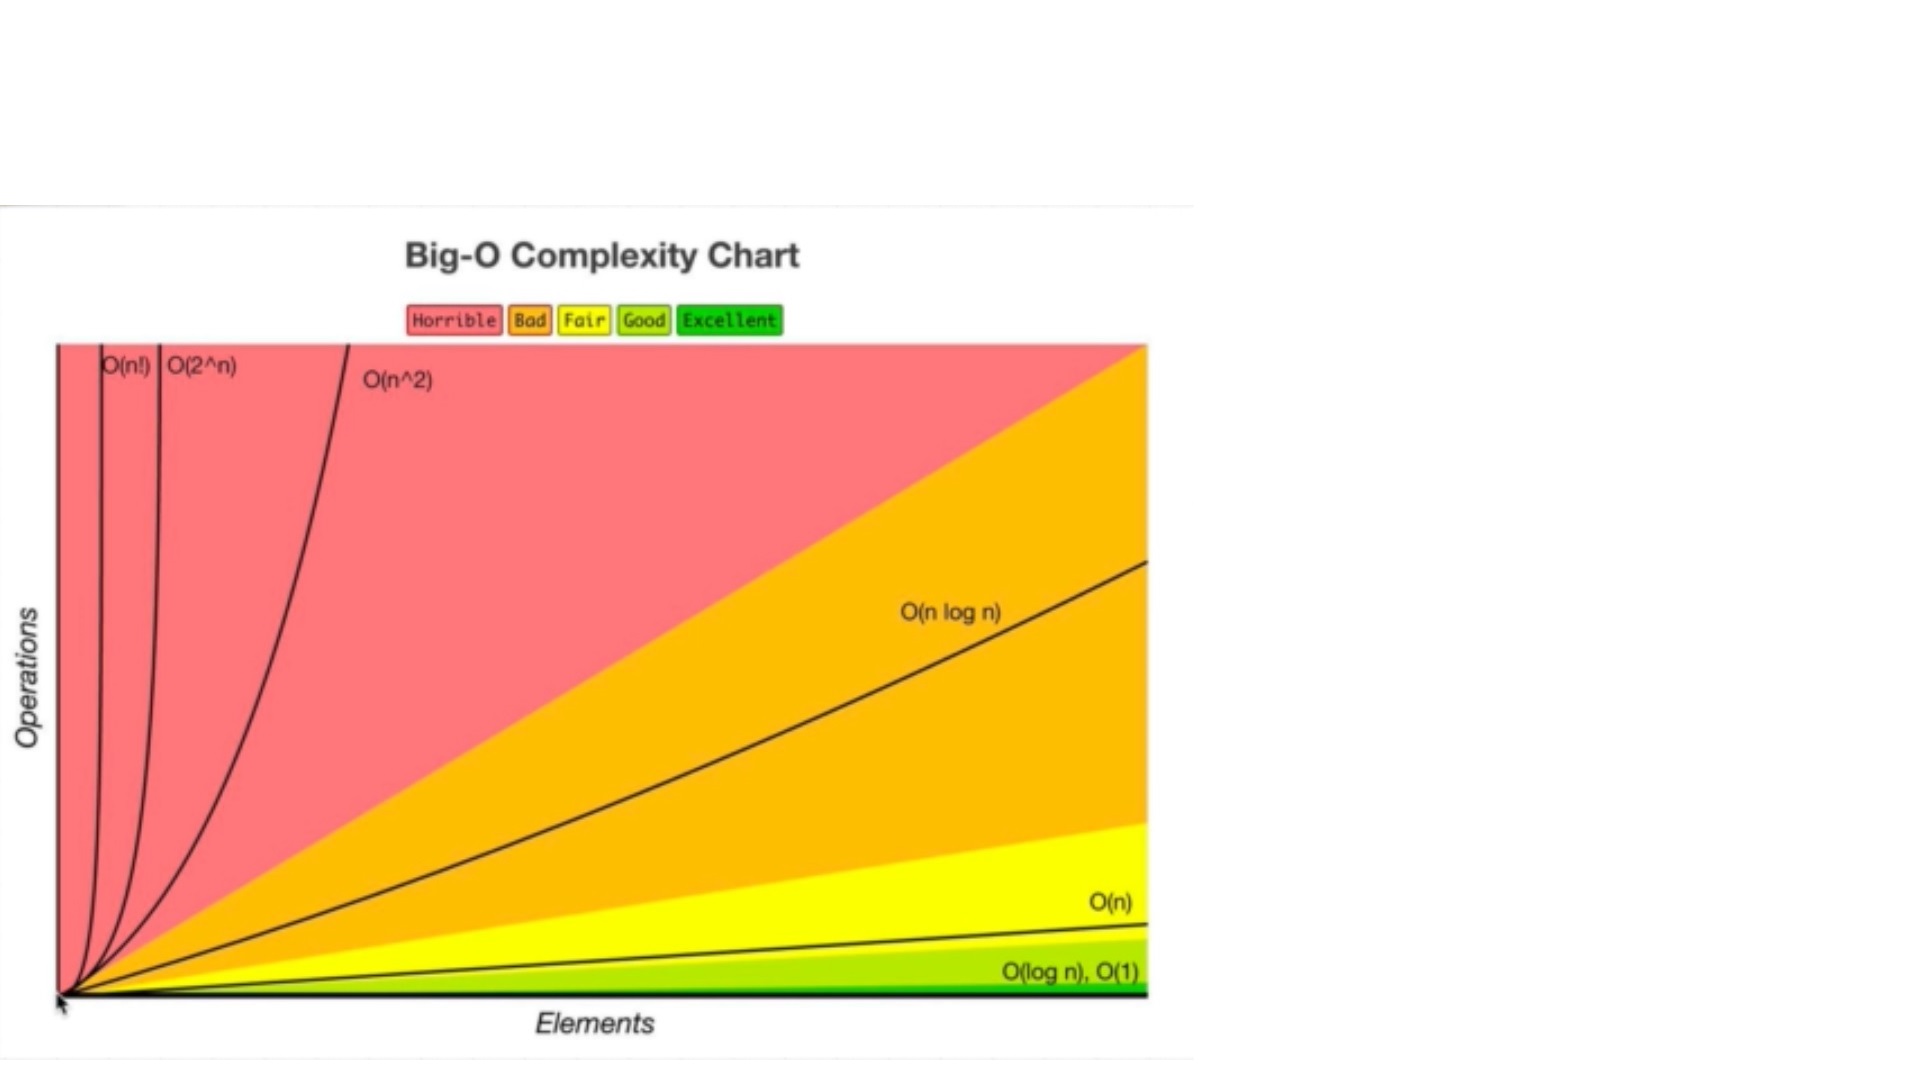 Big-O Complexity Chart
Horrible Bad Fair Good Excellent
O(n!) O(2^n)
O(n^2)
O(n log n)
O(n)
O(log n), O(1)
Operations
Elements